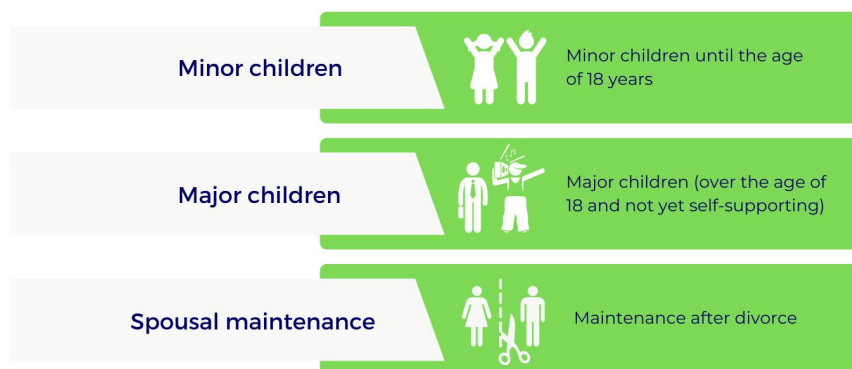 Minor children
Minor children until the age
of 18 years
Major children
Major children (over the age of
18 and not yet self-supporting)
Spousal maintenance
Maintenance after divorce